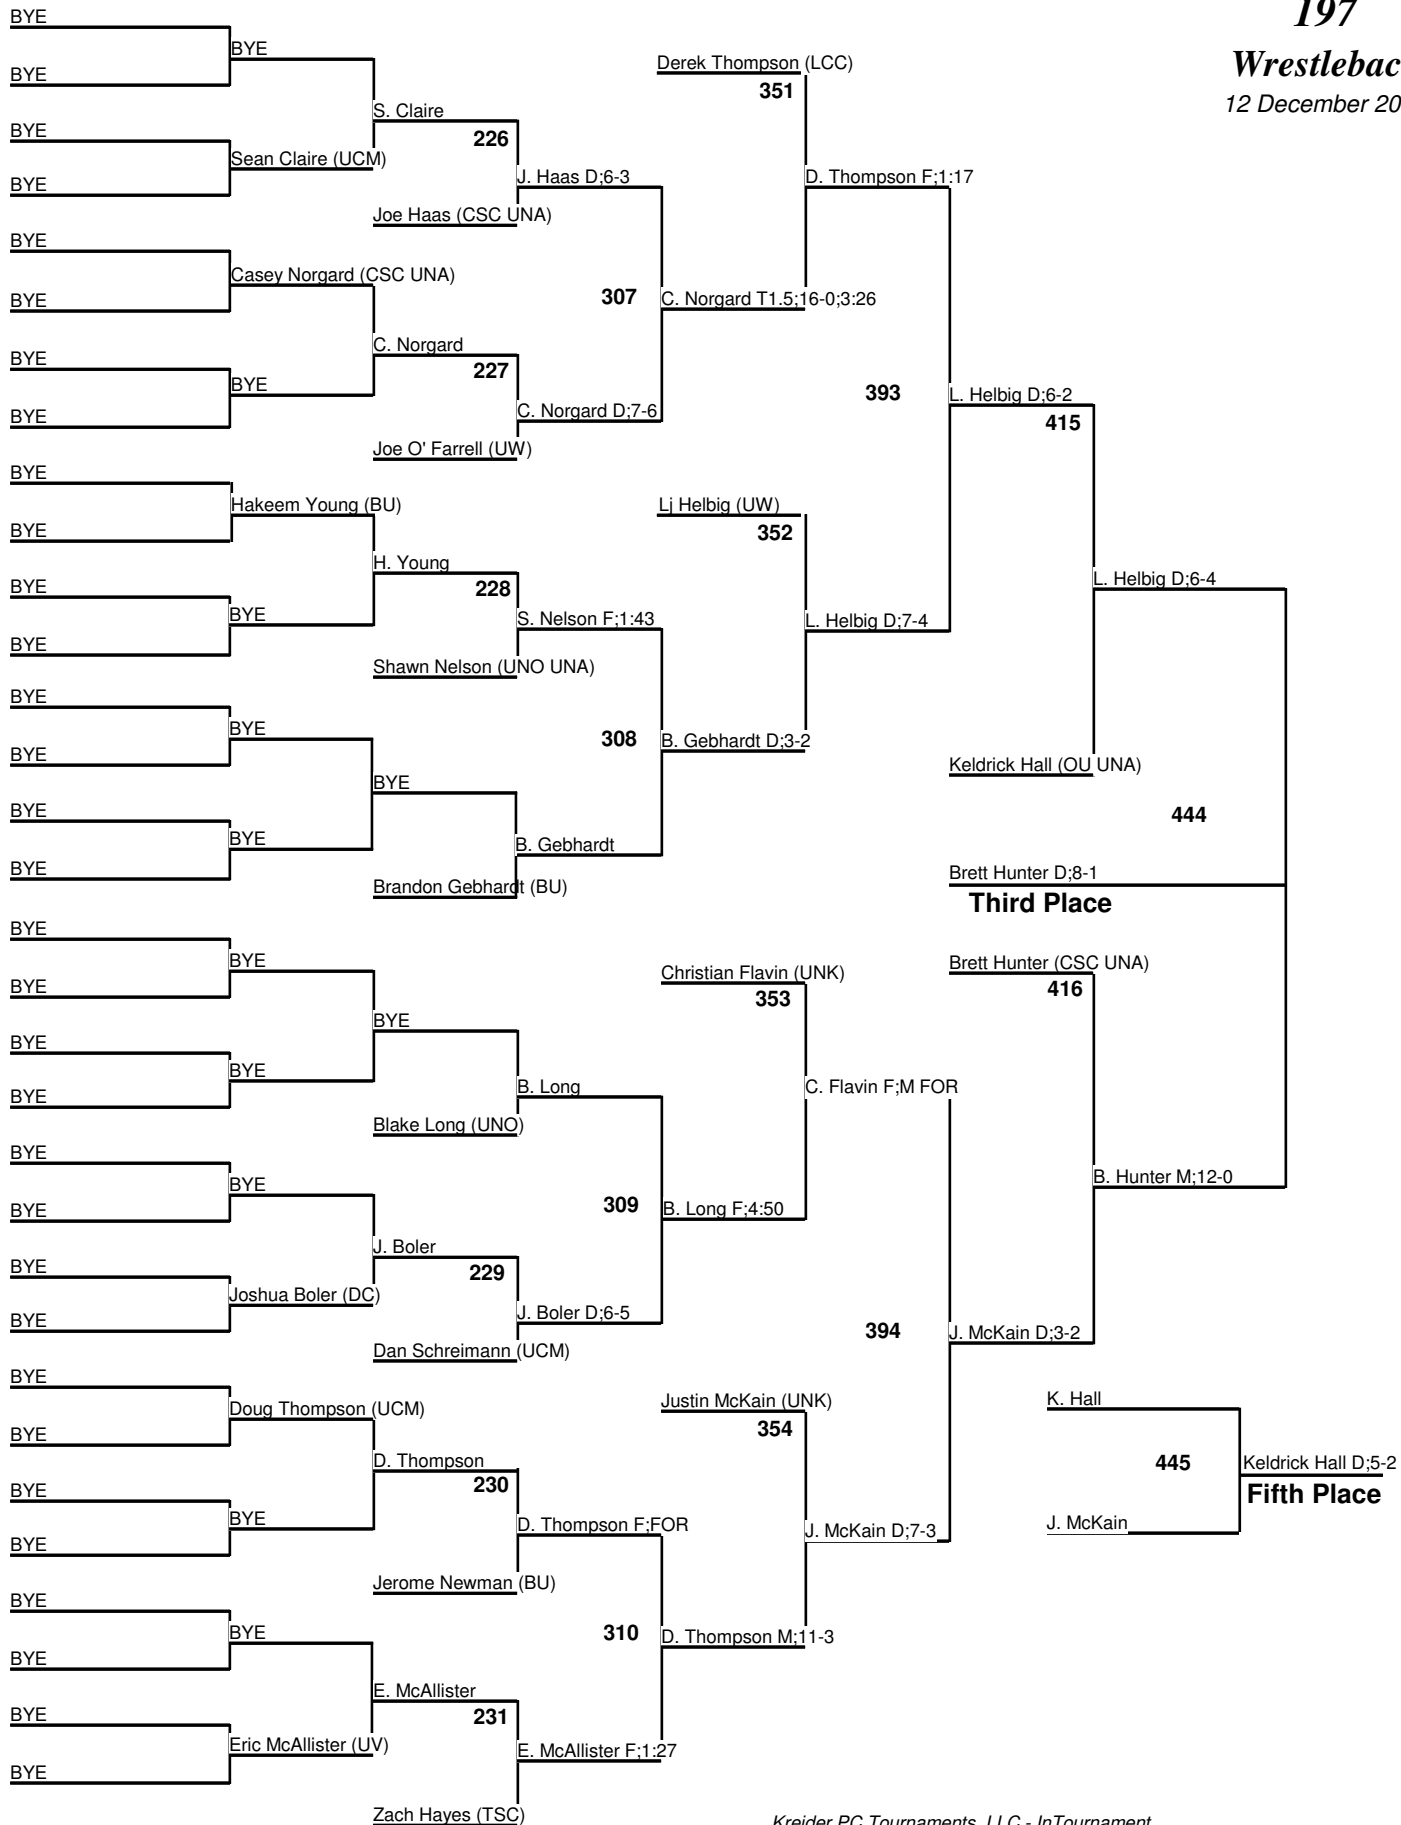 197
BYE
BYE
Wrestlebac
Derek Thompson (LCC)
BYE
351
12 December 20
S. Claire
BYE
226
Sean Claire (UCM)
J. Haas D;6-3
D. Thompson F;1:17
BYE
Joe Haas (CSC UNA)
BYE
Casey Norgard (CSC UNA)
BYE
307
C. Norgard T1.5;16-0;3:26
C. Norgard
BYE
227
BYE
393
L. Helbig D;6-2
BYE
C. Norgard D;7-6
415
Joe O' Farrell (UW)
BYE
Hakeem Young (BU)
Lj Helbig (UW)
BYE
352
H. Young
L. Helbig D;6-4
BYE
228
BYE
S. Nelson F;1:43
L. Helbig D;7-4
BYE
Shawn Nelson (UNO UNA)
BYE
BYE
308
B. Gebhardt D;3-2
BYE
Keldrick Hall (OU UNA)
BYE
BYE
444
BYE
B. Gebhardt
BYE
Brett Hunter D;8-1
Brandon Gebhardt (BU)
Third Place
BYE
BYE
Brett Hunter (CSC UNA)
Christian Flavin (UNK)
BYE
416
353
BYE
BYE
BYE
B. Long
C. Flavin F;M FOR
BYE
Blake Long (UNO)
BYE
BYE
B. Hunter M;12-0
309
BYE
B. Long F;4:50
J. Boler
BYE
229
Joshua Boler (DC)
J. Boler D;6-5
BYE
394
J. McKain D;3-2
Dan Schreimann (UCM)
BYE
Justin McKain (UNK)
K. Hall
Doug Thompson (UCM)
354
BYE
D. Thompson
445
Keldrick Hall D;5-2
230
BYE
Fifth Place
BYE
D. Thompson F;FOR
J. McKain
J. McKain D;7-3
BYE
Jerome Newman (BU)
BYE
BYE
310
D. Thompson M;11-3
BYE
E. McAllister
BYE
231
Eric McAllister (UV)
E. McAllister F;1:27
BYE
Zach Hayes (TSC)
Kreider PC Tournaments, LLC - InTournament